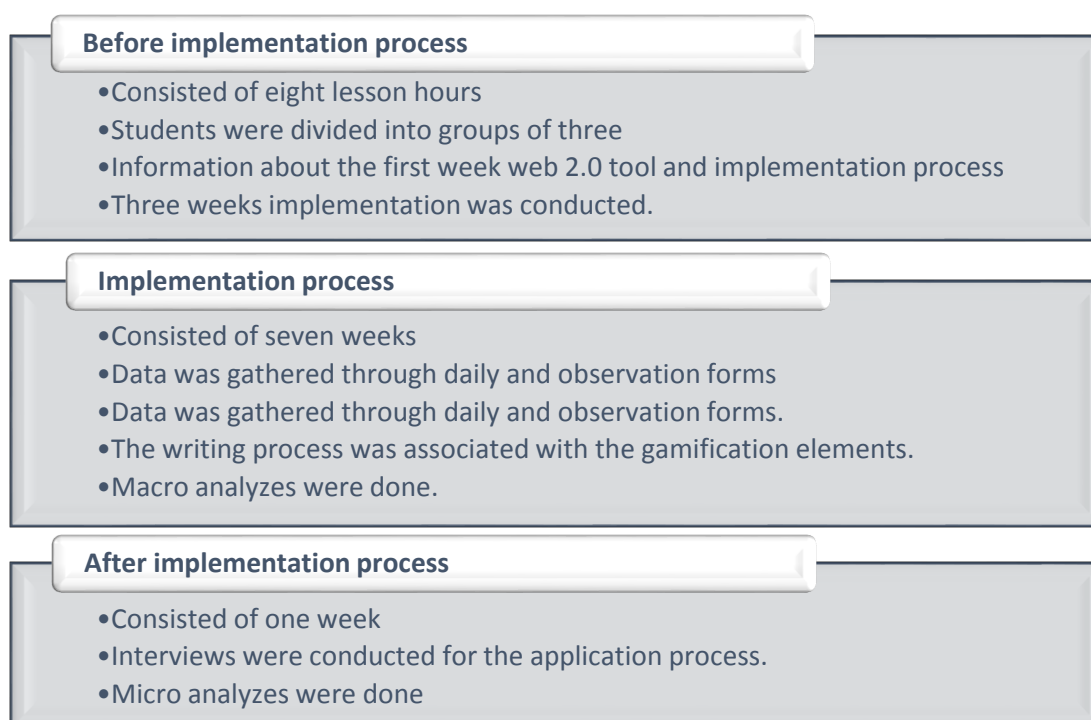 Before implementation process
•Consisted of eight lesson hours
•Students were divided into groups of three
•Information about the first week web 2.0 tool and implementation process
•Three weeks implementation was conducted.
Implementation process
•Consisted of seven weeks
•Data was gathered through daily and observation forms
•Data was gathered through daily and observation forms.
•The writing process was associated with the gamification elements.
•Macro analyzes were done.
After implementation process
•Consisted of one week
•Interviews were conducted for the application process.
•Micro analyzes were done